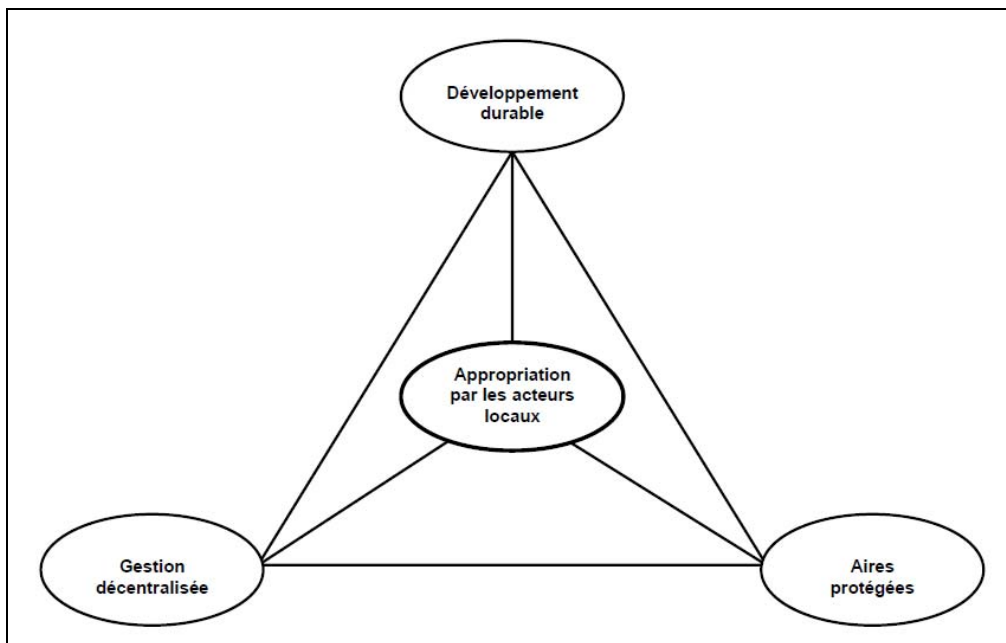 Développement
durable
Appropriation
par les acteurs
locaux
Gestion
décentralisée
Aires
protégées